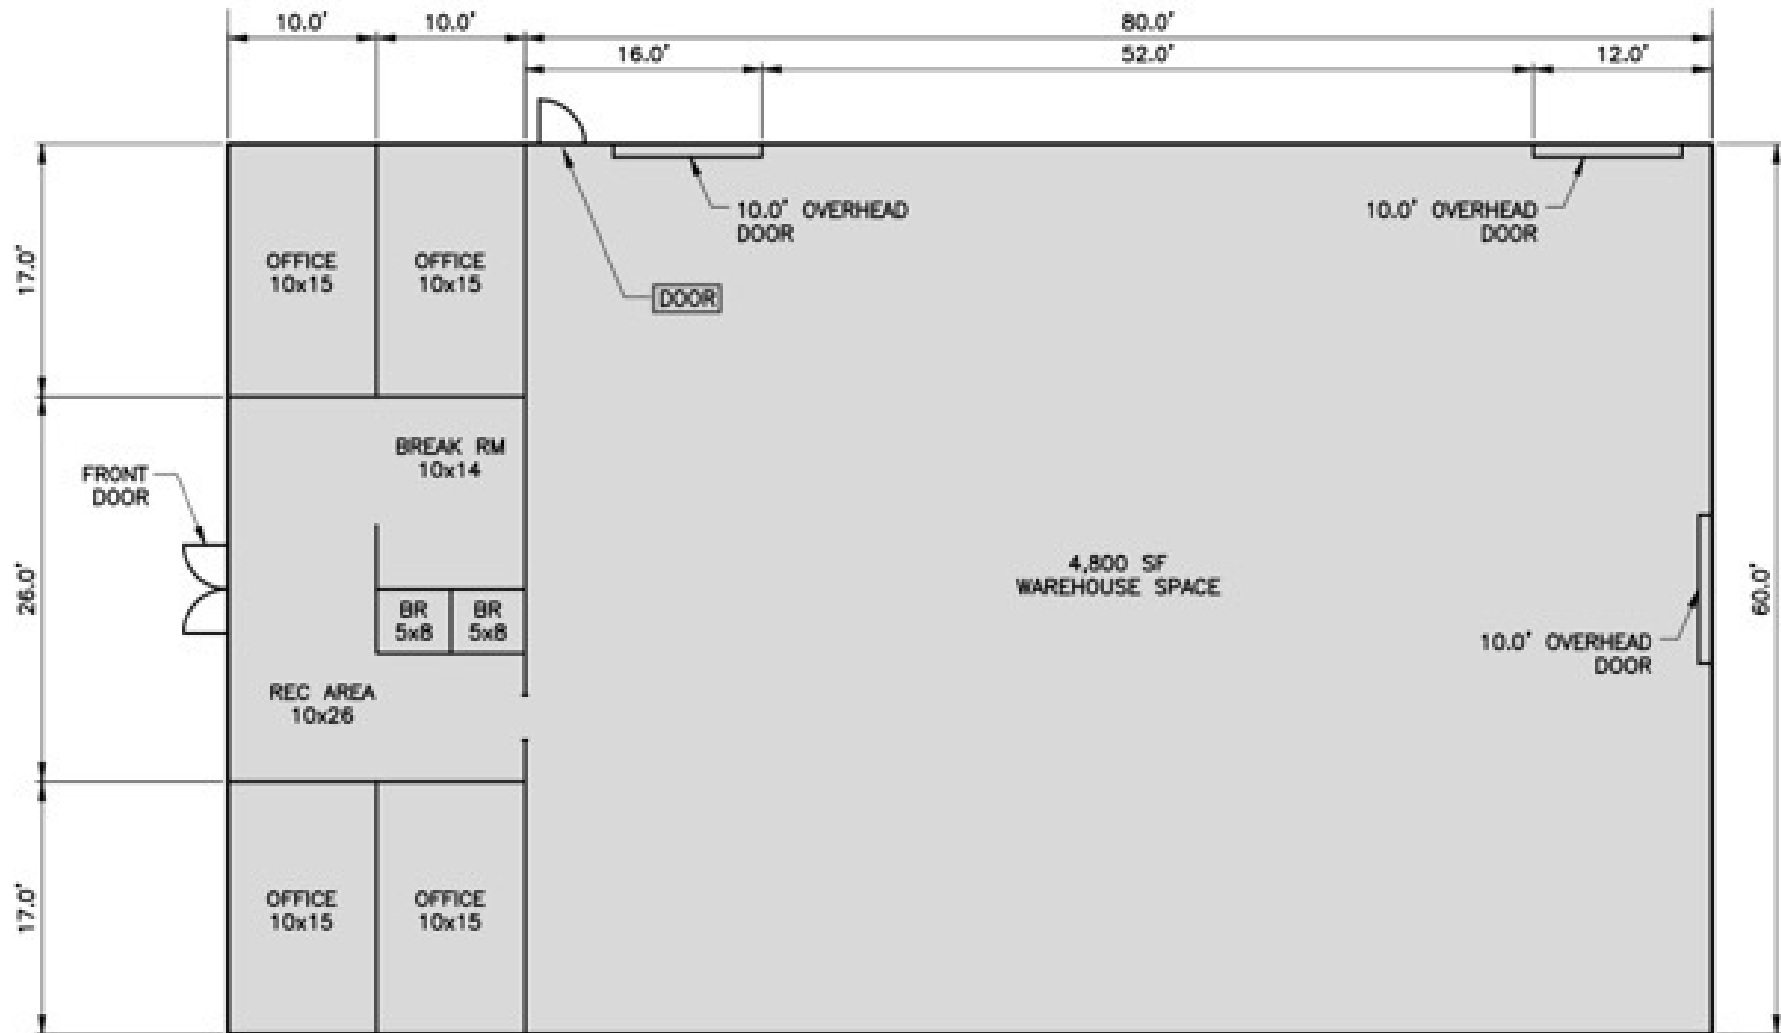 10.0'
10.0'
80.0'
16.0'
52.0'
12.0'
10.0' OVERHEAD
DOOR
10.0' OVERHEAD
DOOR
17.0'
OFFICE
10x15
OFFICE
10x15
DOOR
BREAK RM
10x14
FRONT
DOOR
26.0'
4,800 SF
WAREHOUSE SPACE
60.0'
BR
5x8
BR
5x8
10.0' OVERHEAD
DOOR
REC AREA
10x26
17.0'
OFFICE
10x15
OFFICE
10x15